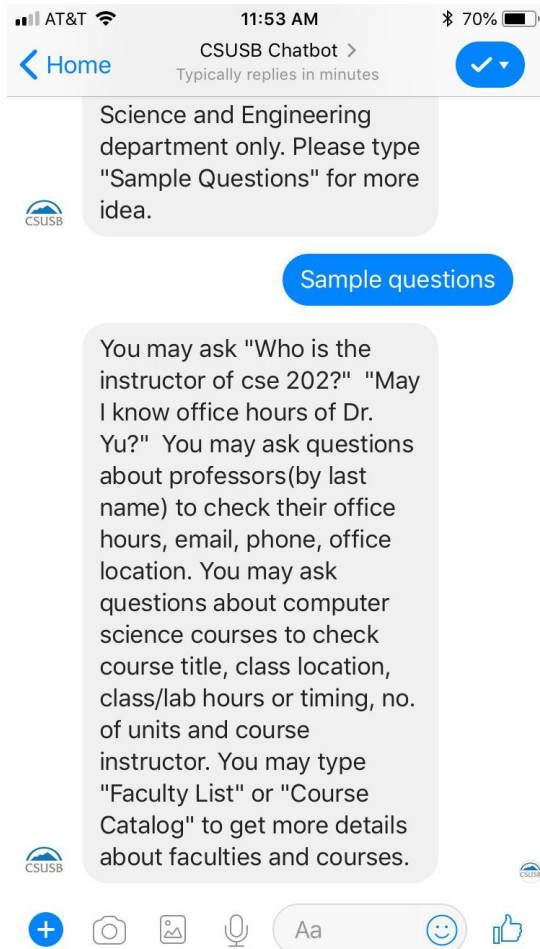 AT&T 11:53 AM 70%
Home CSUSB Chatbot
Typically replies in minutes
Science and Engineering
department only. Please type
"Sample Questions" for more
idea.
CSUSB
Sample questions
You may ask "Who is the
instructor of cse 202?" "May
I know office hours of Dr.
Yu?" You may ask questions
about professors(by last
name) to check their office
hours, email, phone, office
location. You may ask
questions about computer
science courses to check
course title, class location,
class/lab hours or timing, no.
of units and course
instructor. You may type
"Faculty List" or "Course
Catalog" to get more details
about faculties and courses.
CSUSB
CSUSB
Aa